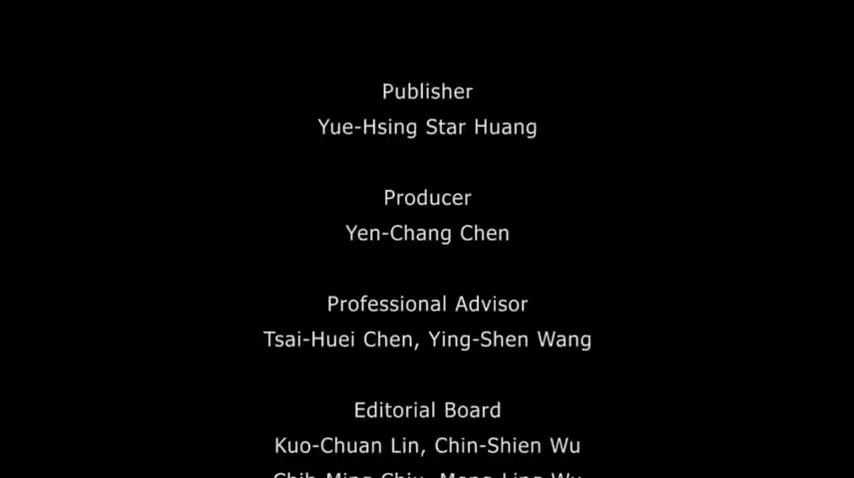 Publisher
Yue-Hsing Star Huang
Producer
Yen-Chang Chen
Professional Advisor
Tsai-Huei Chen, Ying-Shen Wang
Editorial Board
Kuo-Chuan Lin, Chin-Shien Wu